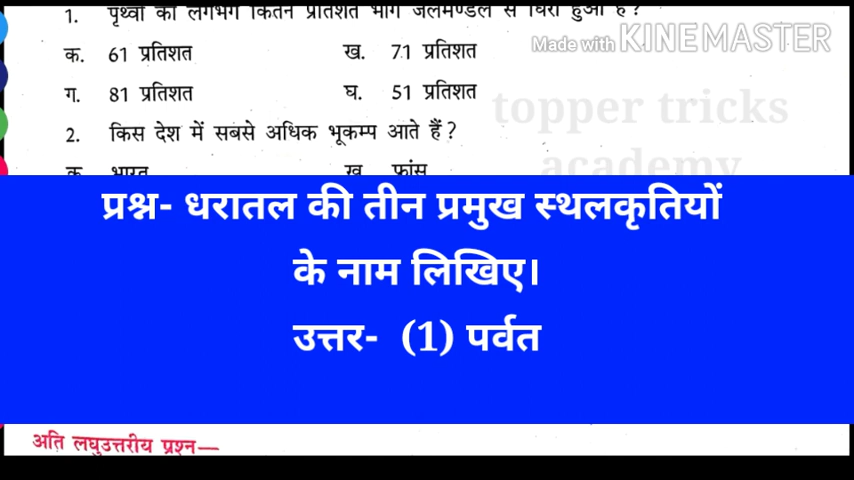 1. पृथ्वी का लगभग कितने प्रतिशत भाग जलमण्डल से घिरा हुआ है?
क. 61 प्रतिशत ख. 71 प्रतिशत
Made with KINEMASTER
ग. 81 प्रतिशत घ. 51 प्रतिशत
topper tricks
academy
2. किस देश में सबसे अधिक भूकम्प आते हैं?
क. भारत ख. फ्रांस
प्रश्न- धरातल की तीन प्रमुख स्थलकृतियों
के नाम लिखिए।
उत्तर- (1) पर्वत
अति लघुउत्तरीय प्रश्न—